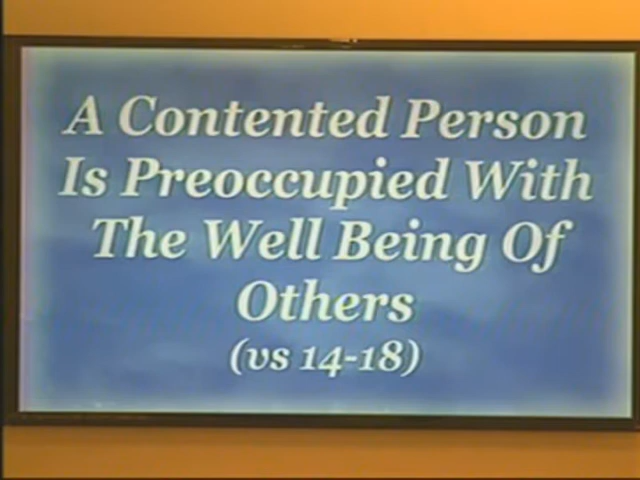 A Contented Person
Is Preoccupied With
The Well Being Of
Others
(vs 14-18)